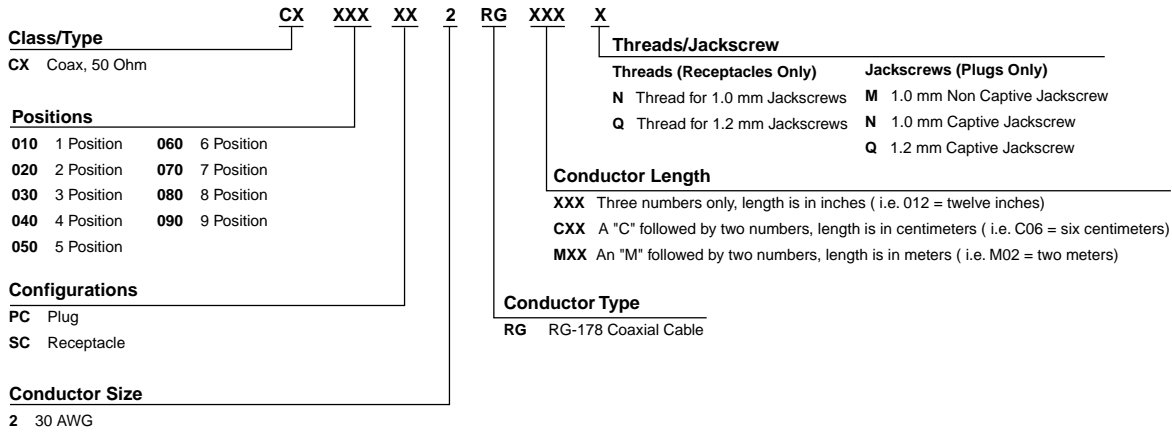 CX XXX XX 2 RG XXX X
Class/Type
CX Coax, 50 Ohm
Positions
010 1 Position 060 6 Position
020 2 Position 070 7 Position
030 3 Position 080 8 Position
040 4 Position 090 9 Position
050 5 Position
Configurations
PC Plug
SC Receptacle
Conductor Size
2 30 AWG
Threads/Jackscrew
Threads (Receptacles Only)
N Thread for 1.0 mm Jackscrews
Q Thread for 1.2 mm Jackscrews
Jackscrews (Plugs Only)
M 1.0 mm Non Captive Jackscrew
N 1.0 mm Captive Jackscrew
Q 1.2 mm Captive Jackscrew
Conductor Length
XXX Three numbers only, length is in inches ( i.e. 012 = twelve inches)
CXX A "C" followed by two numbers, length is in centimeters ( i.e. C06 = six centimeters)
MXX An "M" followed by two numbers, length is in meters ( i.e. M02 = two meters)
Conductor Type
RG RG-178 Coaxial Cable